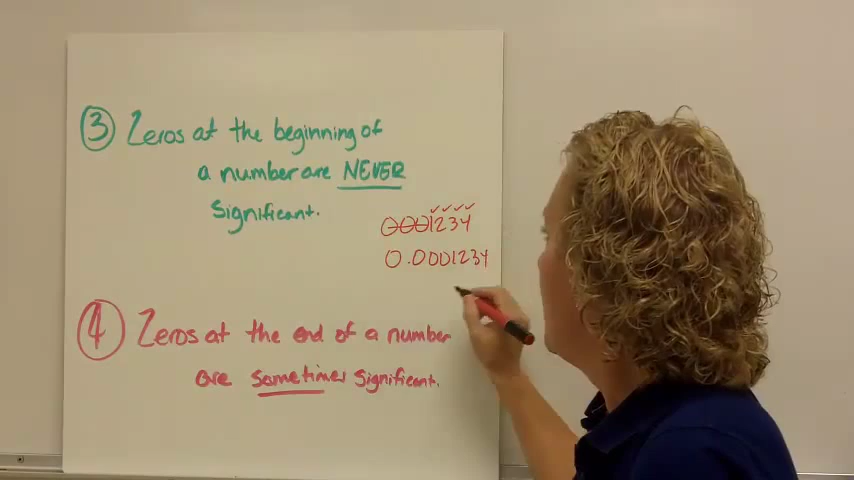 ③ Zeros at the beginning of
a number are NEVER
Significant.
0001234
0.0001234
④ Zeros at the end of a number
are sometimes significant.